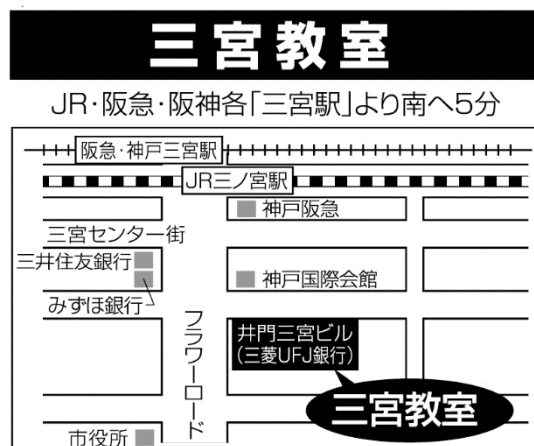 三宮教室
JR・阪急・阪神各「三宮駅」より南へ5分
阪急・神戸三宮駅
JR三ノ宮駅
神戸阪急
三宮センター街
三井住友銀行
神戸国際会館
みずほ銀行
フラワーロード
井門三宮ビル
(三菱UFJ銀行)
三宮教室
市役所